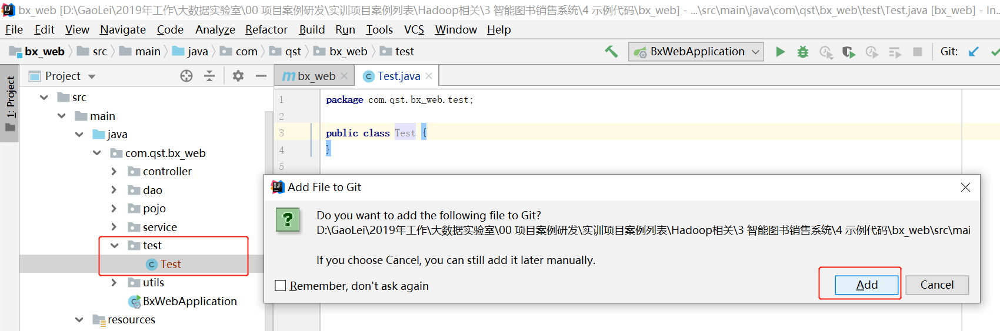 bx_web [D:\GaoLei\2019年工作\大数据实验室\00 项目案例研发\实训项目案例列表\Hadoop相关\3 智能图书销售系统\4 示例代码\bx_web] - ...\src\main\java\com\qst\bx_web\test\Test.java [bx_web] - In...
File Edit View Navigate Code Analyze Refactor Build Run Tools VCS Window Help
bx_web src main java com qst bx_web test BxWebApplication Git:
1: Project
Project
bx_web Test.java
src
main
java
com.qst.bx_web
controller
dao
pojo
service
test
Test
utils
BxWebApplication
resources
1 package com.qst.bx_web.test;
2
3 public class Test {
4 }
5
Add File to Git
Do you want to add the following file to Git?
D:\GaoLei\2019年工作\大数据实验室\00 项目案例研发\实训项目案例列表\Hadoop相关\3 智能图书销售系统\4 示例代码\bx_web\src\mai
If you choose Cancel, you can still add it later manually.
Remember, don't ask again
Add Cancel